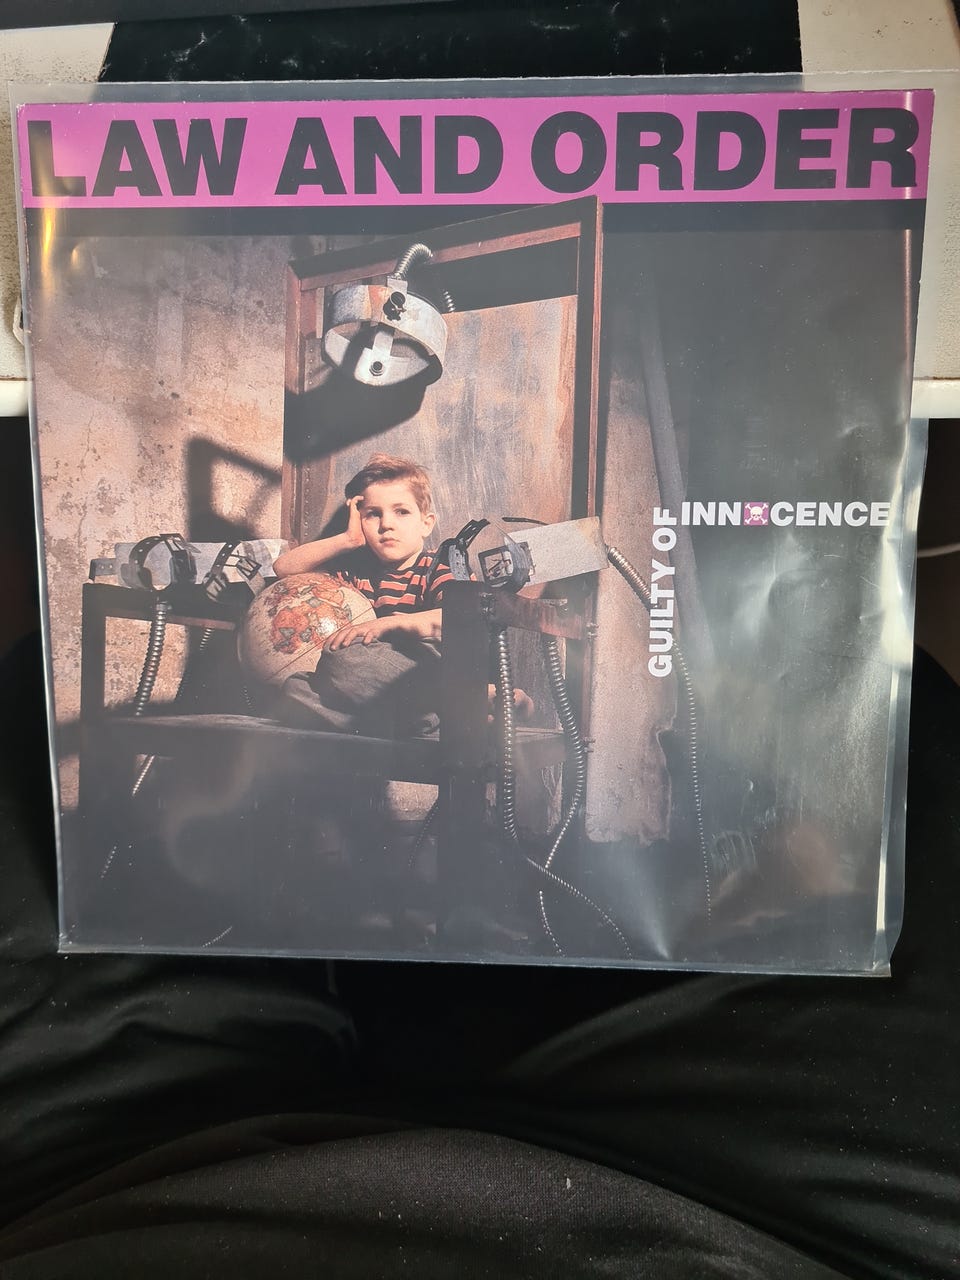 LAW AND ORDER
GUILTY OF
INNOCENCE